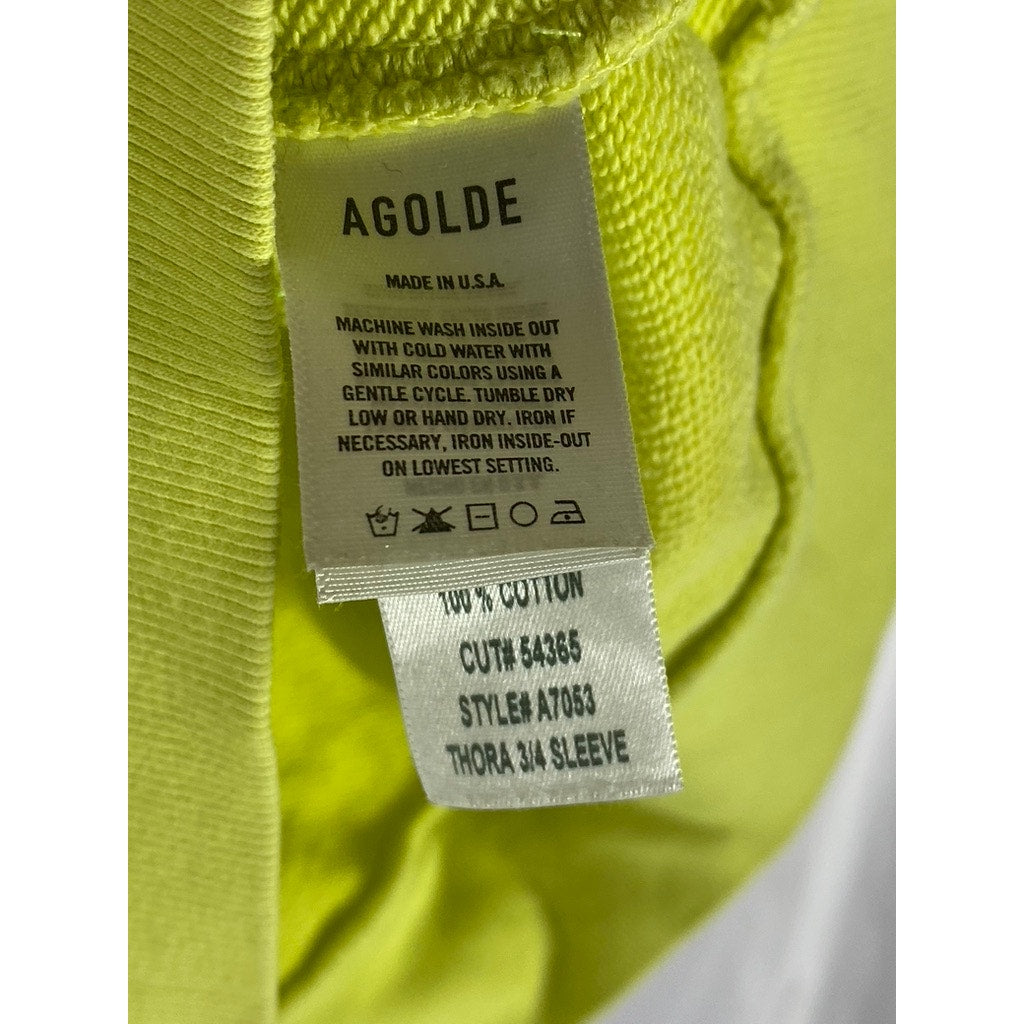 AGOLDE
MADE IN U.S.A.
MACHINE WASH INSIDE OUT
WITH COLD WATER WITH
SIMILAR COLORS USING A
GENTLE CYCLE. TUMBLE DRY
LOW OR HAND DRY. IRON IF
NECESSARY, IRON INSIDE-OUT
ON LOWEST SETTING.
100 % COTTON
CUT# 54365
STYLE# A7053
THORA 3/4 SLEEVE